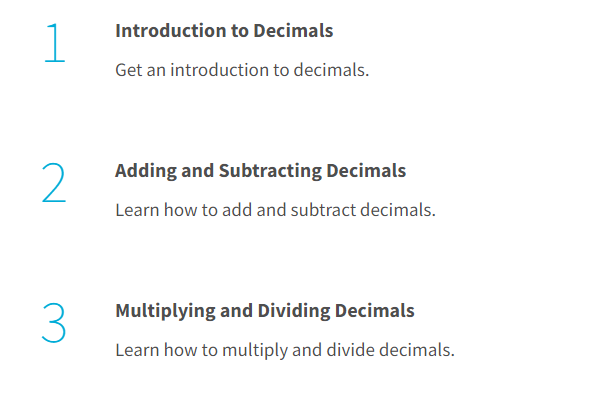 1
Introduction to Decimals
Get an introduction to decimals.
2
Adding and Subtracting Decimals
Learn how to add and subtract decimals.
3
Multiplying and Dividing Decimals
Learn how to multiply and divide decimals.